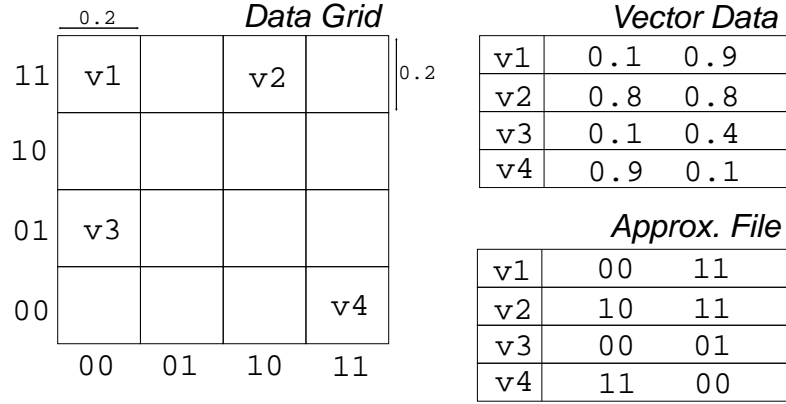 Data Grid
0.2
0.2
11 v1 v2
10
01 v3
00 v4
00 01 10 11
Vector Data
v1 0.1 0.9
v2 0.8 0.8
v3 0.1 0.4
v4 0.9 0.1
Approx. File
v1 00 11
v2 10 11
v3 00 01
v4 11 00